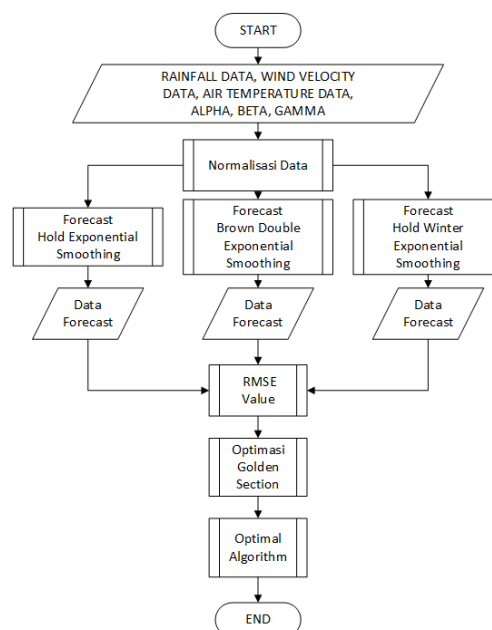 START
RAINFALL DATA, WIND VELOCITY
DATA, AIR TEMPERATURE DATA,
ALPHA, BETA, GAMMA
Normalisasi Data
Forecast
Hold Exponential
Smoothing
Forecast
Brown Double
Exponential
Smoothing
Forecast
Hold Winter
Exponential
Smoothing
Data
Forecast
Data
Forecast
Data
Forecast
RMSE
Value
Optimasi
Golden
Section
Optimal
Algorithm
END